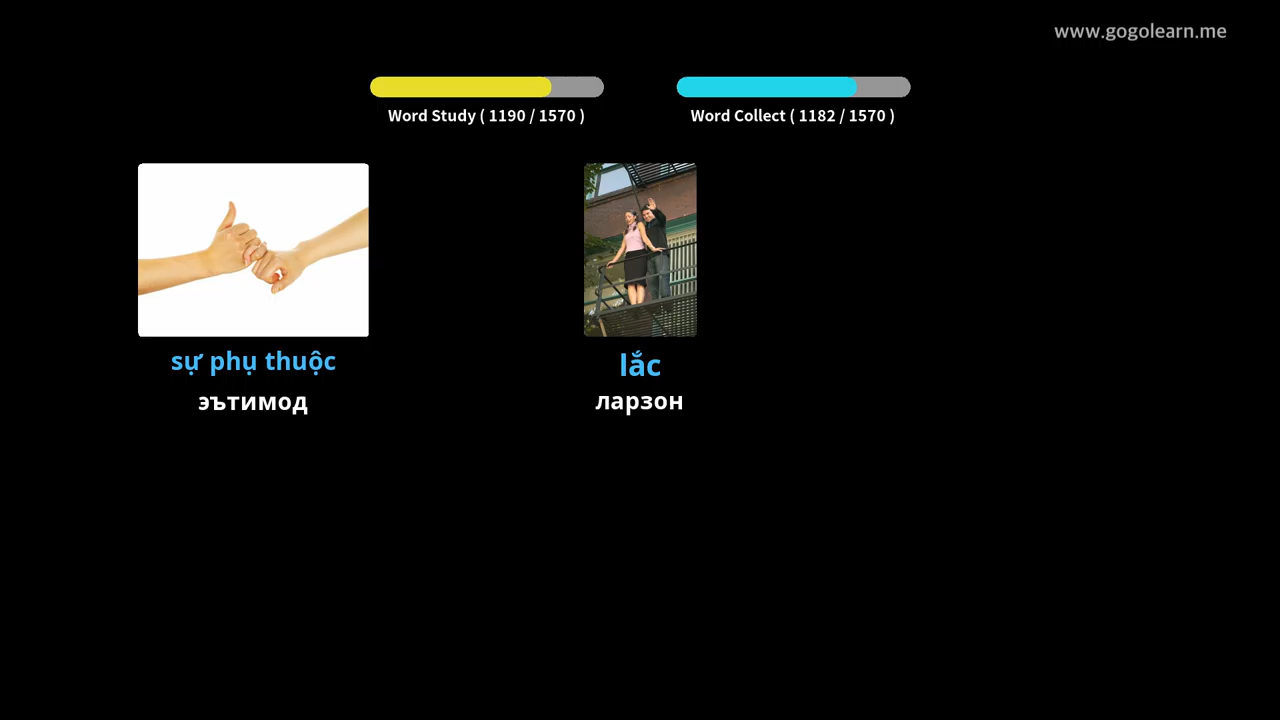 www.gogolearn.me
Word Study ( 1190 / 1570 )
Word Collect ( 1182 / 1570 )
sự phụ thuộc
эътимод
lắc
ларзон